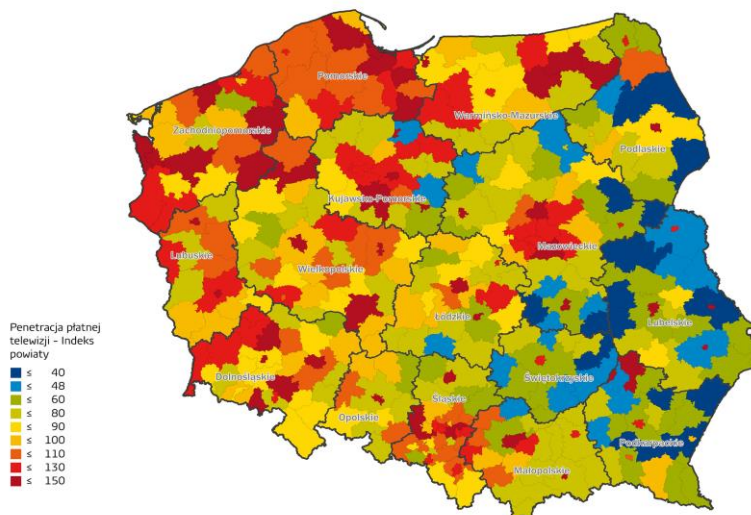 Pomorskie
Warmińsko-Mazurskie
Zachodniopomorskie
Podlaskie
Kujawsko-Pomorskie
Mazowieckie
Lubuskie
Wielkopolskie
Łódzkie
Lubelskie
Dolnośląskie
Świętokrzyskie
Opolskie
Śląskie
Podkarpackie
Małopolskie
Penetracja płatnej
telewizji – Indeks
powiaty
≤ 40
≤ 48
≤ 60
≤ 80
≤ 90
≤ 100
≤ 110
≤ 130
≤ 150